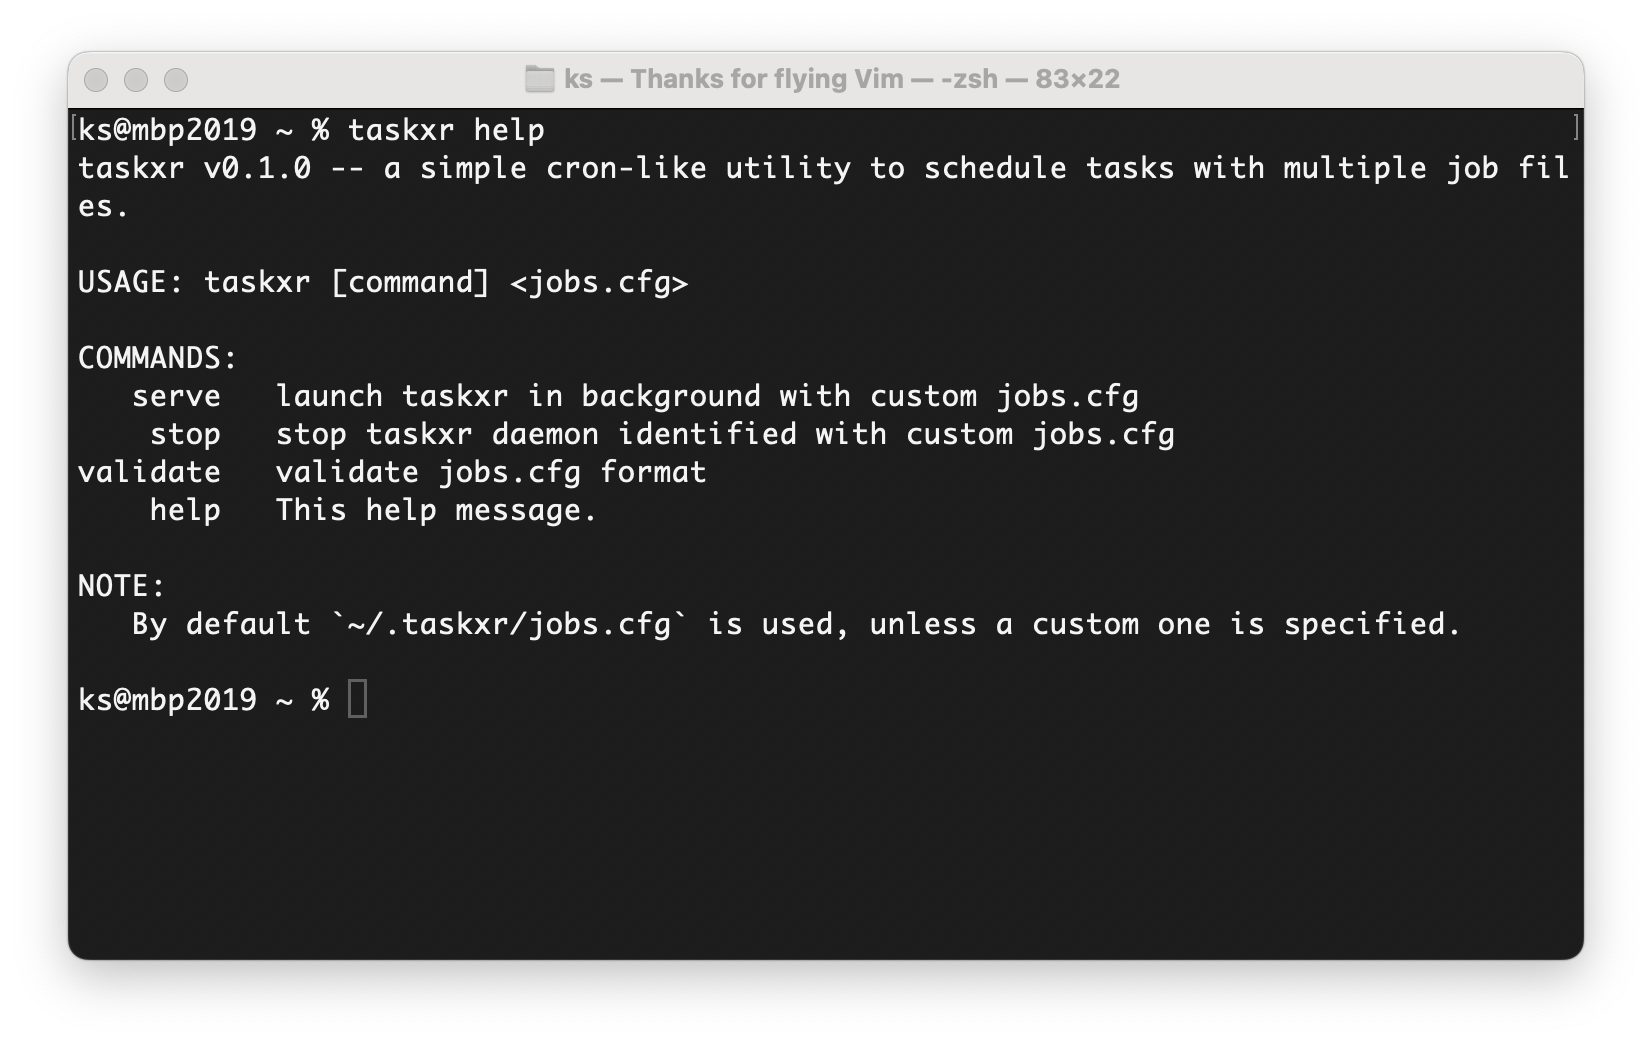 ks — Thanks for flying Vim — -zsh — 83×22
[ks@mbp2019 ~ % taskxr help ]
taskxr v0.1.0 -- a simple cron-like utility to schedule tasks with multiple job fil
es.
USAGE: taskxr [command] <jobs.cfg>
COMMANDS:
   serve   launch taskxr in background with custom jobs.cfg
    stop   stop taskxr daemon identified with custom jobs.cfg
validate   validate jobs.cfg format
    help   This help message.
NOTE:
   By default `~/.taskxr/jobs.cfg` is used, unless a custom one is specified.
ks@mbp2019 ~ %